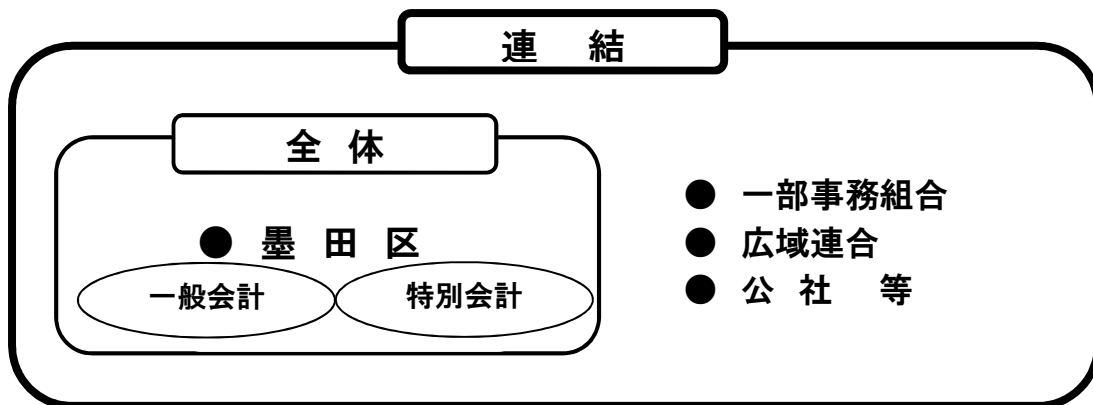 連 結
全 体
● 墨 田 区
一般会計
特別会計
● 一部事務組合
● 広域連合
● 公 社 等